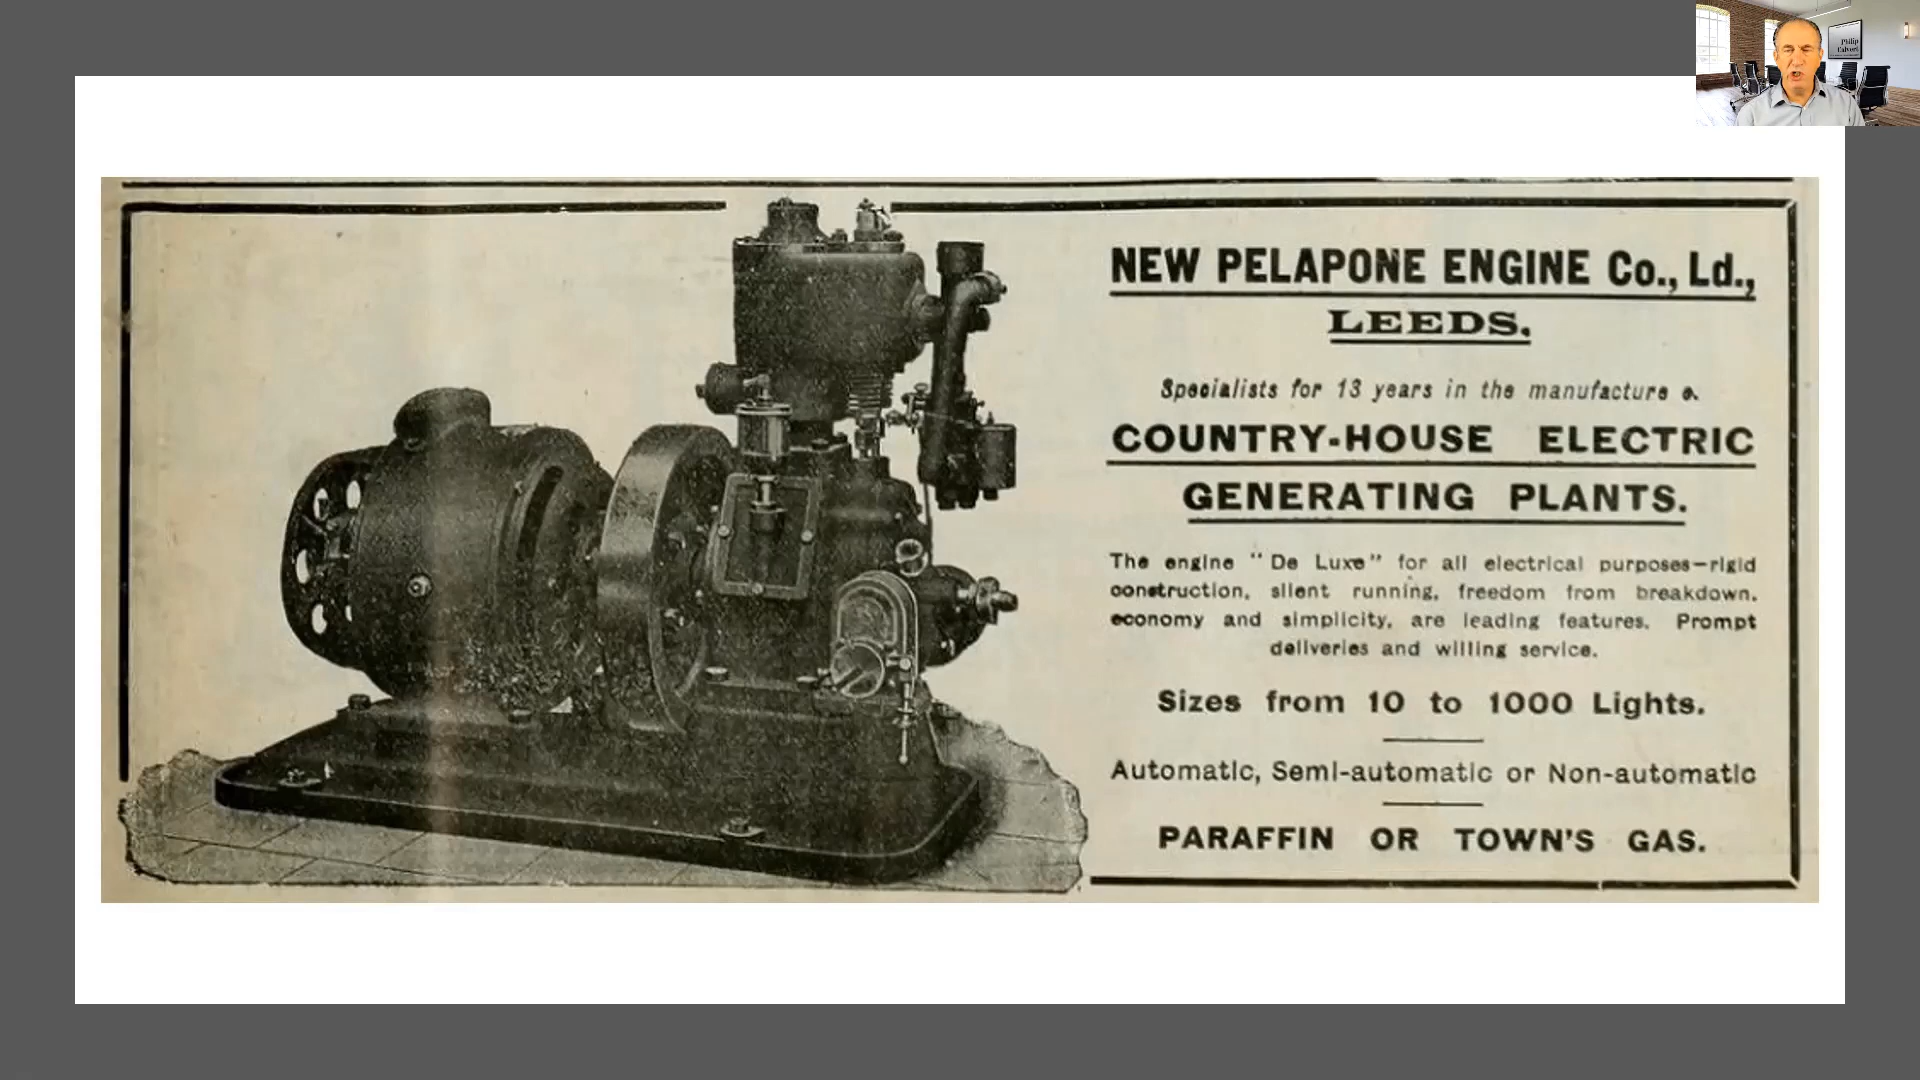 Philip
Calvert
NEW PELAPONE ENGINE Co., Ld.,
LEEDS.
Specialists for 13 years in the manufacture o.
COUNTRY-HOUSE ELECTRIC
GENERATING PLANTS.
The engine "De Luxe" for all electrical purposes—rigid
construction, silent running, freedom from breakdown,
economy and simplicity, are leading features. Prompt
deliveries and willing service.
Sizes from 10 to 1000 Lights.
Automatic, Semi-automatic or Non-automatic
PARAFFIN OR TOWN'S GAS.